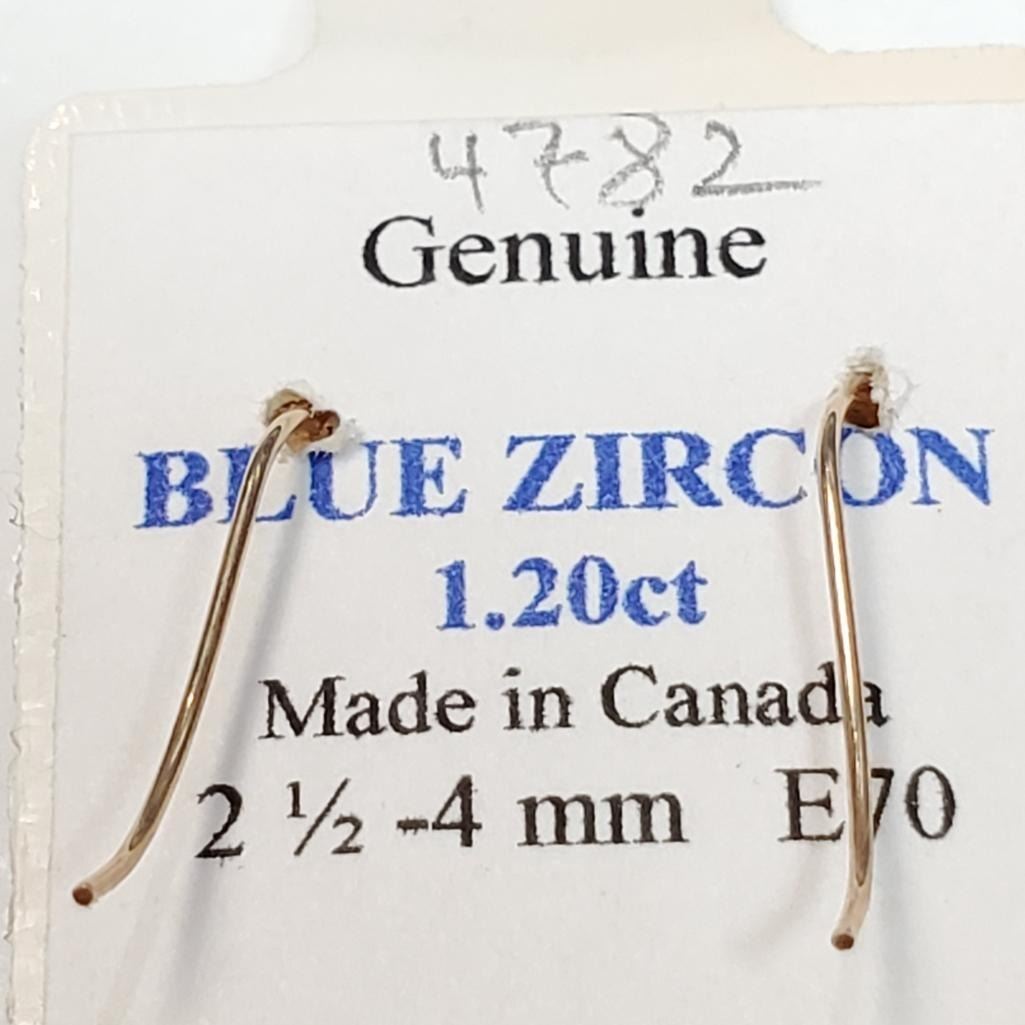 4782
Genuine
BLUE ZIRCON
1.20ct
Made in Canada
2 ½ -4 mm E70